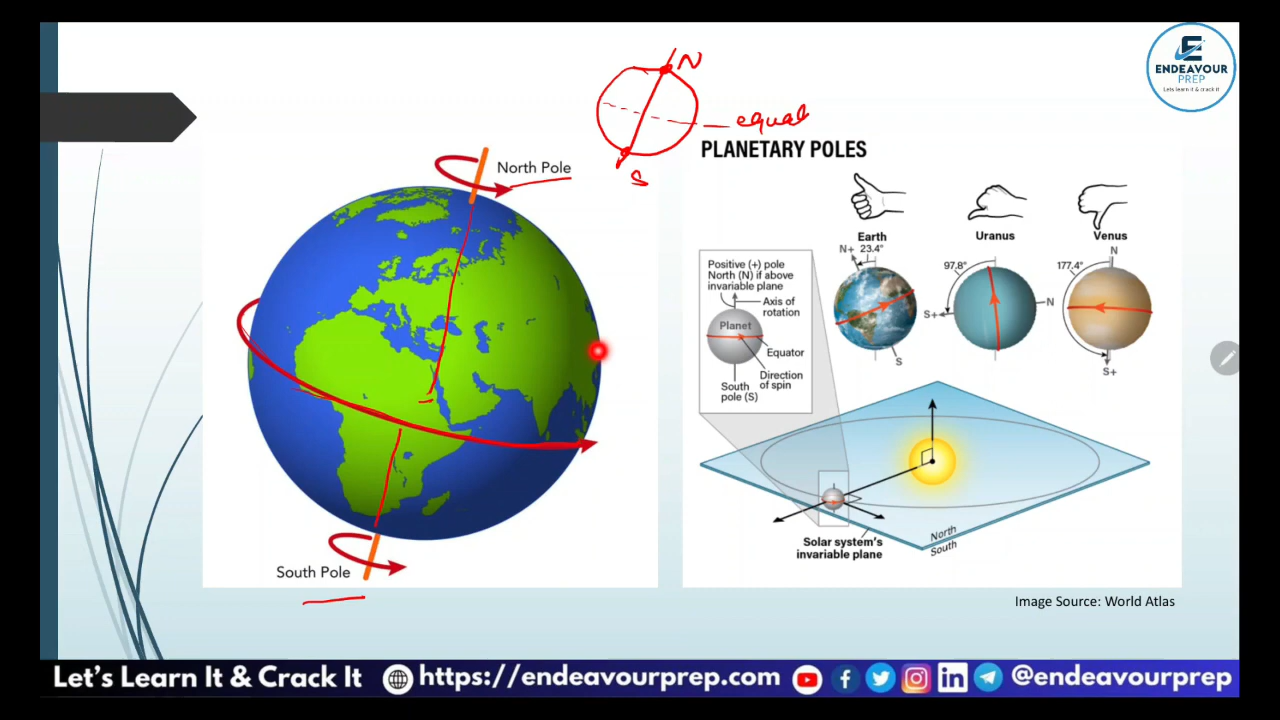 ENDEAVOUR
PREP
Lets learn it & crack it
N
equal
S
North Pole
South Pole
PLANETARY POLES
Earth
Uranus
Venus
N+ 23.4°
S
97.8°
S+
N
177.4°
N
S+
Positive (+) pole
North (N) if above
invariable plane
Axis of
rotation
Planet
Equator
Direction
of spin
South
pole (S)
Solar system's
invariable plane
North
South
Image Source: World Atlas
Let's Learn It & Crack It
https://endeavourprep.com
@endeavourprep